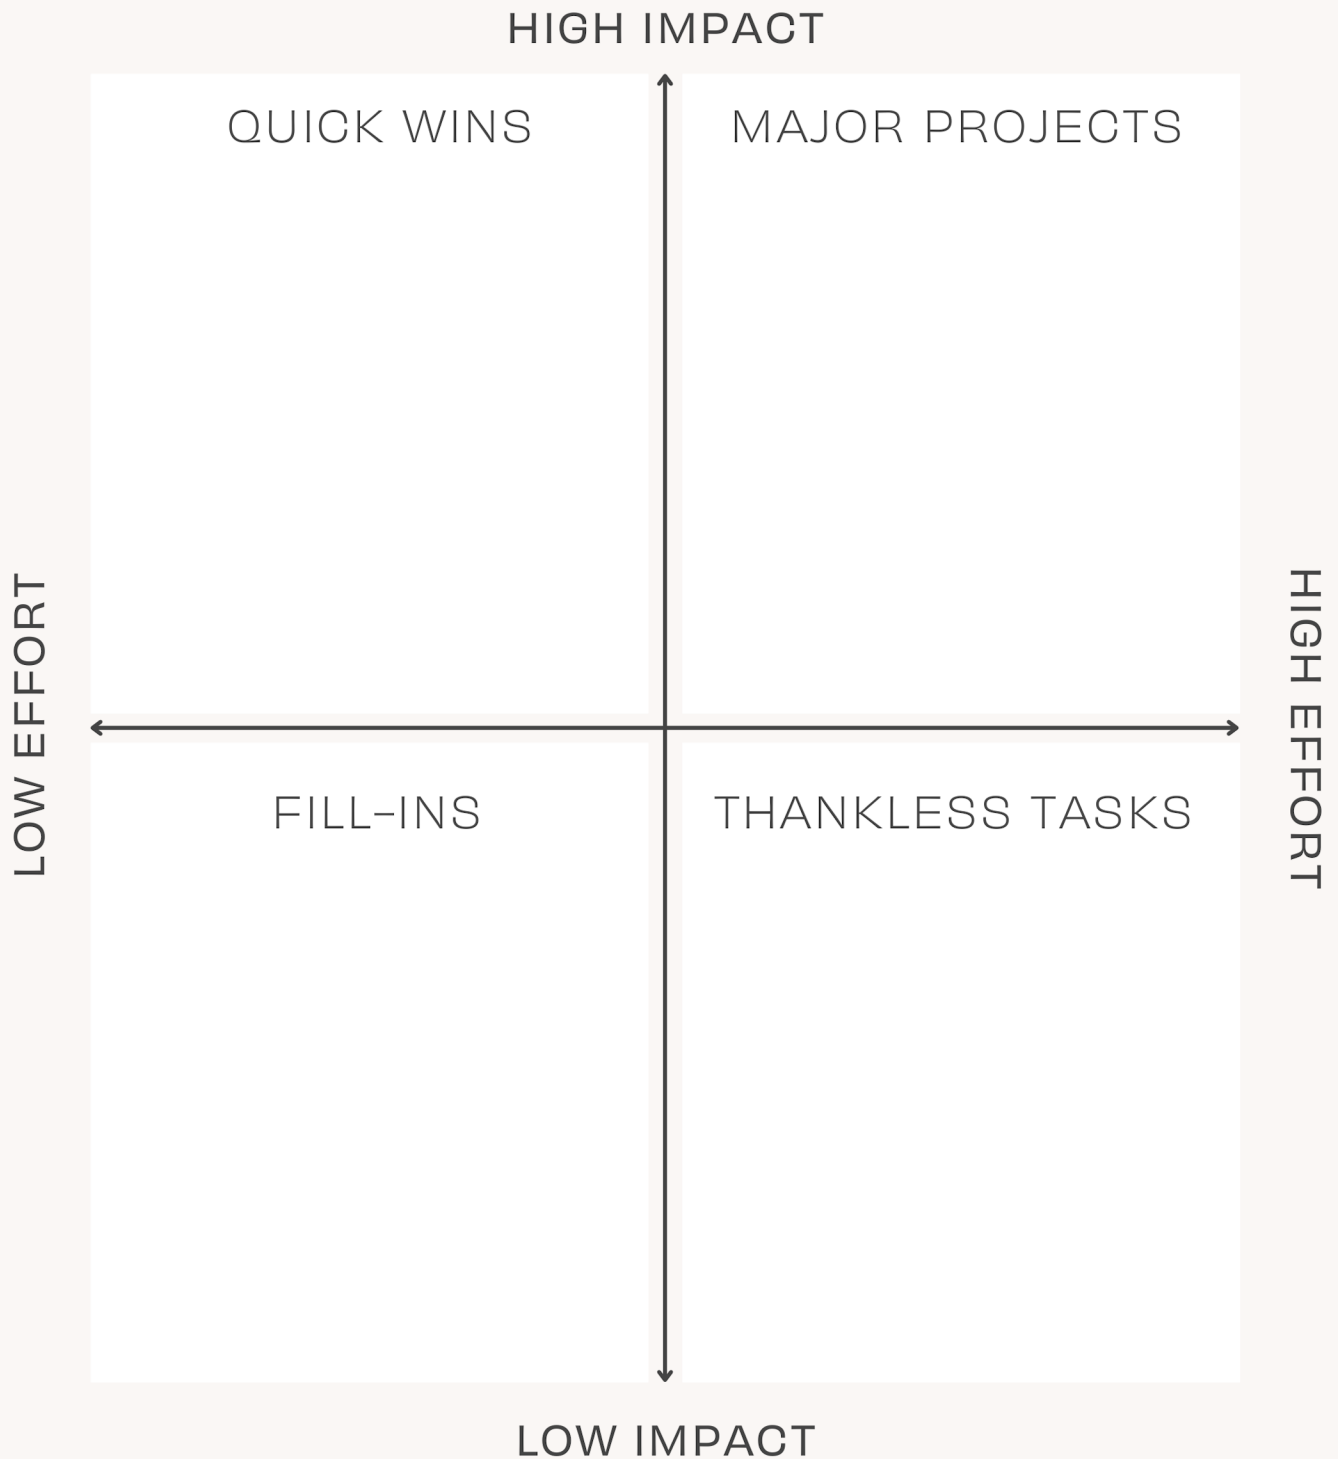 HIGH IMPACT
QUICK WINS
MAJOR PROJECTS
LOW EFFORT
HIGH EFFORT
FILL-INS
THANKLESS TASKS
LOW IMPACT